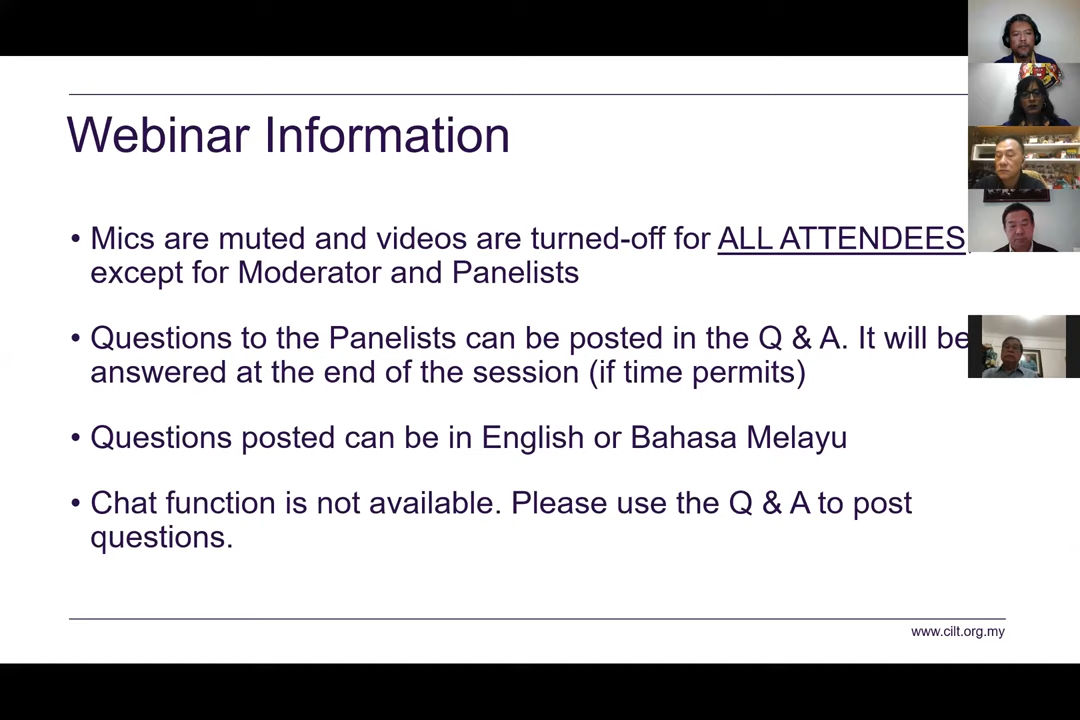 Webinar Information
• Mics are muted and videos are turned-off for ALL ATTENDEES
except for Moderator and Panelists
• Questions to the Panelists can be posted in the Q & A. It will be
answered at the end of the session (if time permits)
• Questions posted can be in English or Bahasa Melayu
• Chat function is not available. Please use the Q & A to post
questions.
www.cilt.org.my